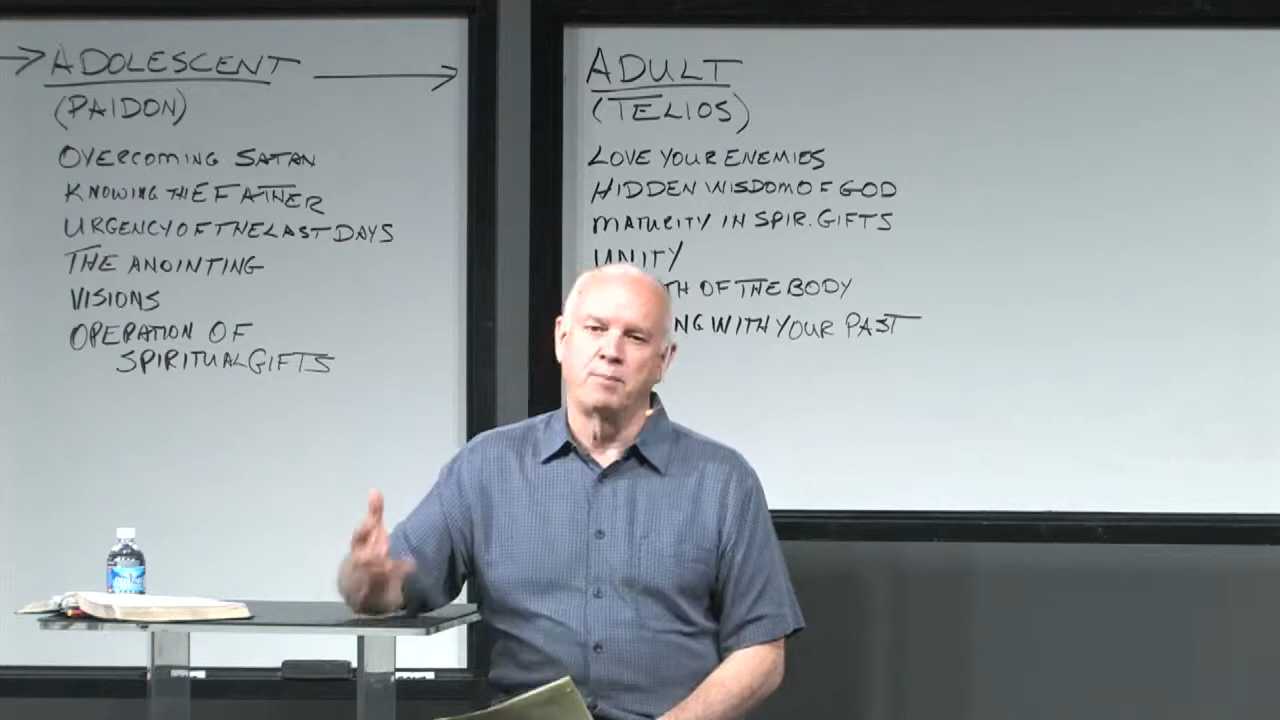 ADOLESCENT
(PAIDON)
OVERCOMING SATAN
KNOWING THE FATHER
URGENCY OF THE LAST DAYS
THE ANOINTING
VISIONS
OPERATION OF
SPIRITUAL GIFTS
ADULT
(TELIOS)
LOVE YOUR ENEMIES
HIDDEN WISDOM OF GOD
MATURITY IN SPIR. GIFTS
UNITY
OF THE BODY
WITH YOUR PAST